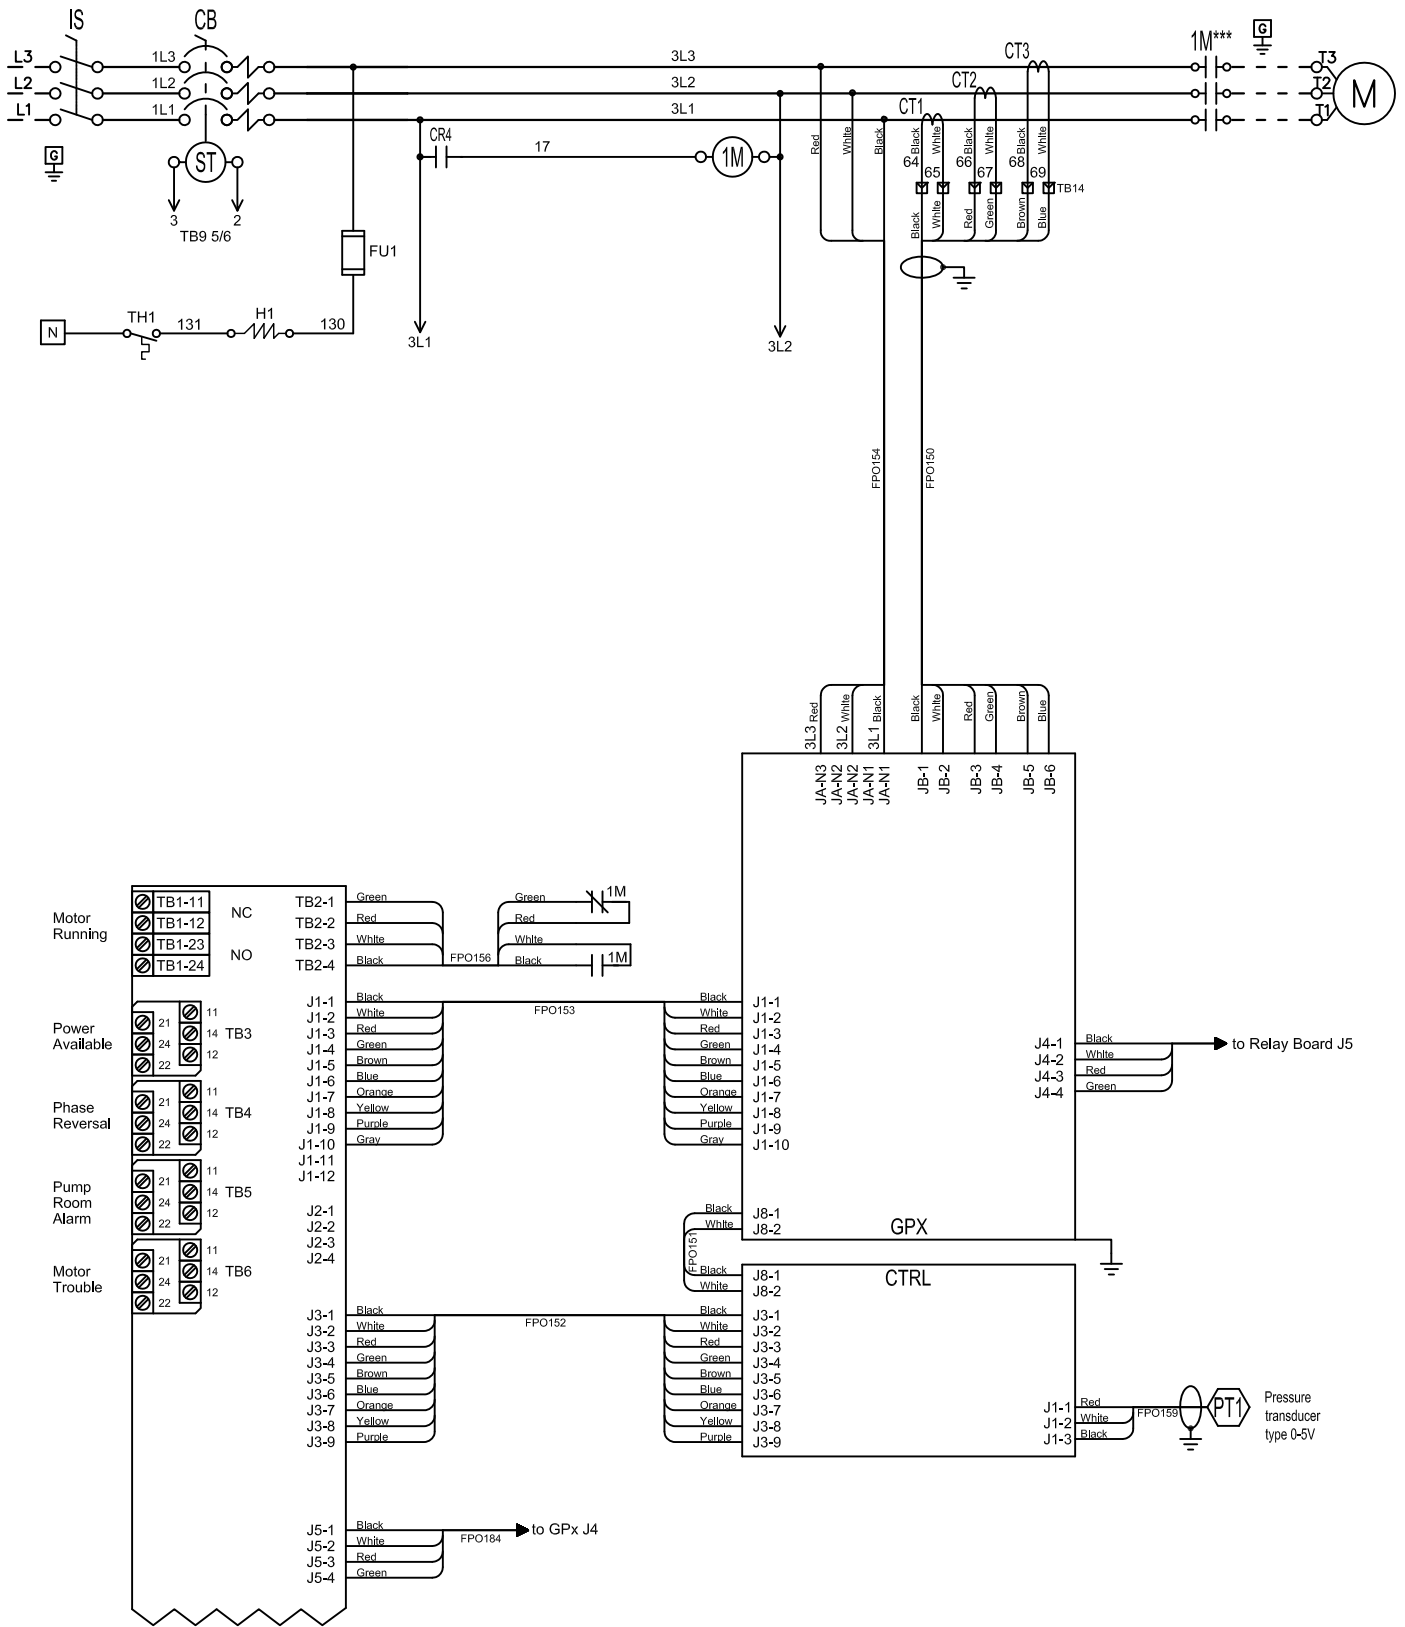 IS
CB
L3
1L3
3L3
CT3
1M***
G
T3
L2
1L2
3L2
CT2
T2
M
L1
1L1
3L1
CT1
T1
G
ST
3
2
TB9 5/6
CR4
17
1M
Red
White
Black
Black
White
Black
White
Black
White
64
65
66
67
68
69
TB14
Black
White
Red
Green
Brown
Blue
FU1
N
TH1
131
H1
130
3L1
3L2
FPO154
FPO150
3L3 Red
3L2 White
3L1 Black
Black
White
Red
Green
Brown
Blue
JA-N3
JA-N2
JA-N2
JA-N1
JA-N1
JB-1
JB-2
JB-3
JB-4
JB-5
JB-6
Motor
Running
TB1-11
TB1-12
TB1-23
TB1-24
NC
NO
TB2-1 Green
TB2-2 Red
TB2-3 White
TB2-4 Black
FPO156
Green
Red
White
Black
1M
1M
Power
Available
21
24
22
11
14
12
TB3
Phase
Reversal
21
24
22
11
14
12
TB4
Pump
Room
Alarm
21
24
22
11
14
12
TB5
Motor
Trouble
21
24
22
11
14
12
TB6
J1-1 Black
J1-2 White
J1-3 Red
J1-4 Green
J1-5 Brown
J1-6 Blue
J1-7 Orange
J1-8 Yellow
J1-9 Purple
J1-10 Gray
J1-11
J1-12
FPO153
Black J1-1
White J1-2
Red J1-3
Green J1-4
Brown J1-5
Blue J1-6
Orange J1-7
Yellow J1-8
Purple J1-9
Gray J1-10
J4-1 Black
J4-2 White
J4-3 Red
J4-4 Green
to Relay Board J5
J2-1
J2-2
J2-3
J2-4
Black J8-1
White J8-2
GPX
FPO151
Black J8-1
White J8-2
CTRL
J3-1 Black
J3-2 White
J3-3 Red
J3-4 Green
J3-5 Brown
J3-6 Blue
J3-7 Orange
J3-8 Yellow
J3-9 Purple
FPO152
Black J3-1
White J3-2
Red J3-3
Green J3-4
Brown J3-5
Blue J3-6
Orange J3-7
Yellow J3-8
Purple J3-9
J1-1 Red
J1-2 White
J1-3 Black
FPO159
PT1
Pressure
transducer
type 0-5V
J5-1 Black
J5-2 White
J5-3 Red
J5-4 Green
FPO184
to GPx J4